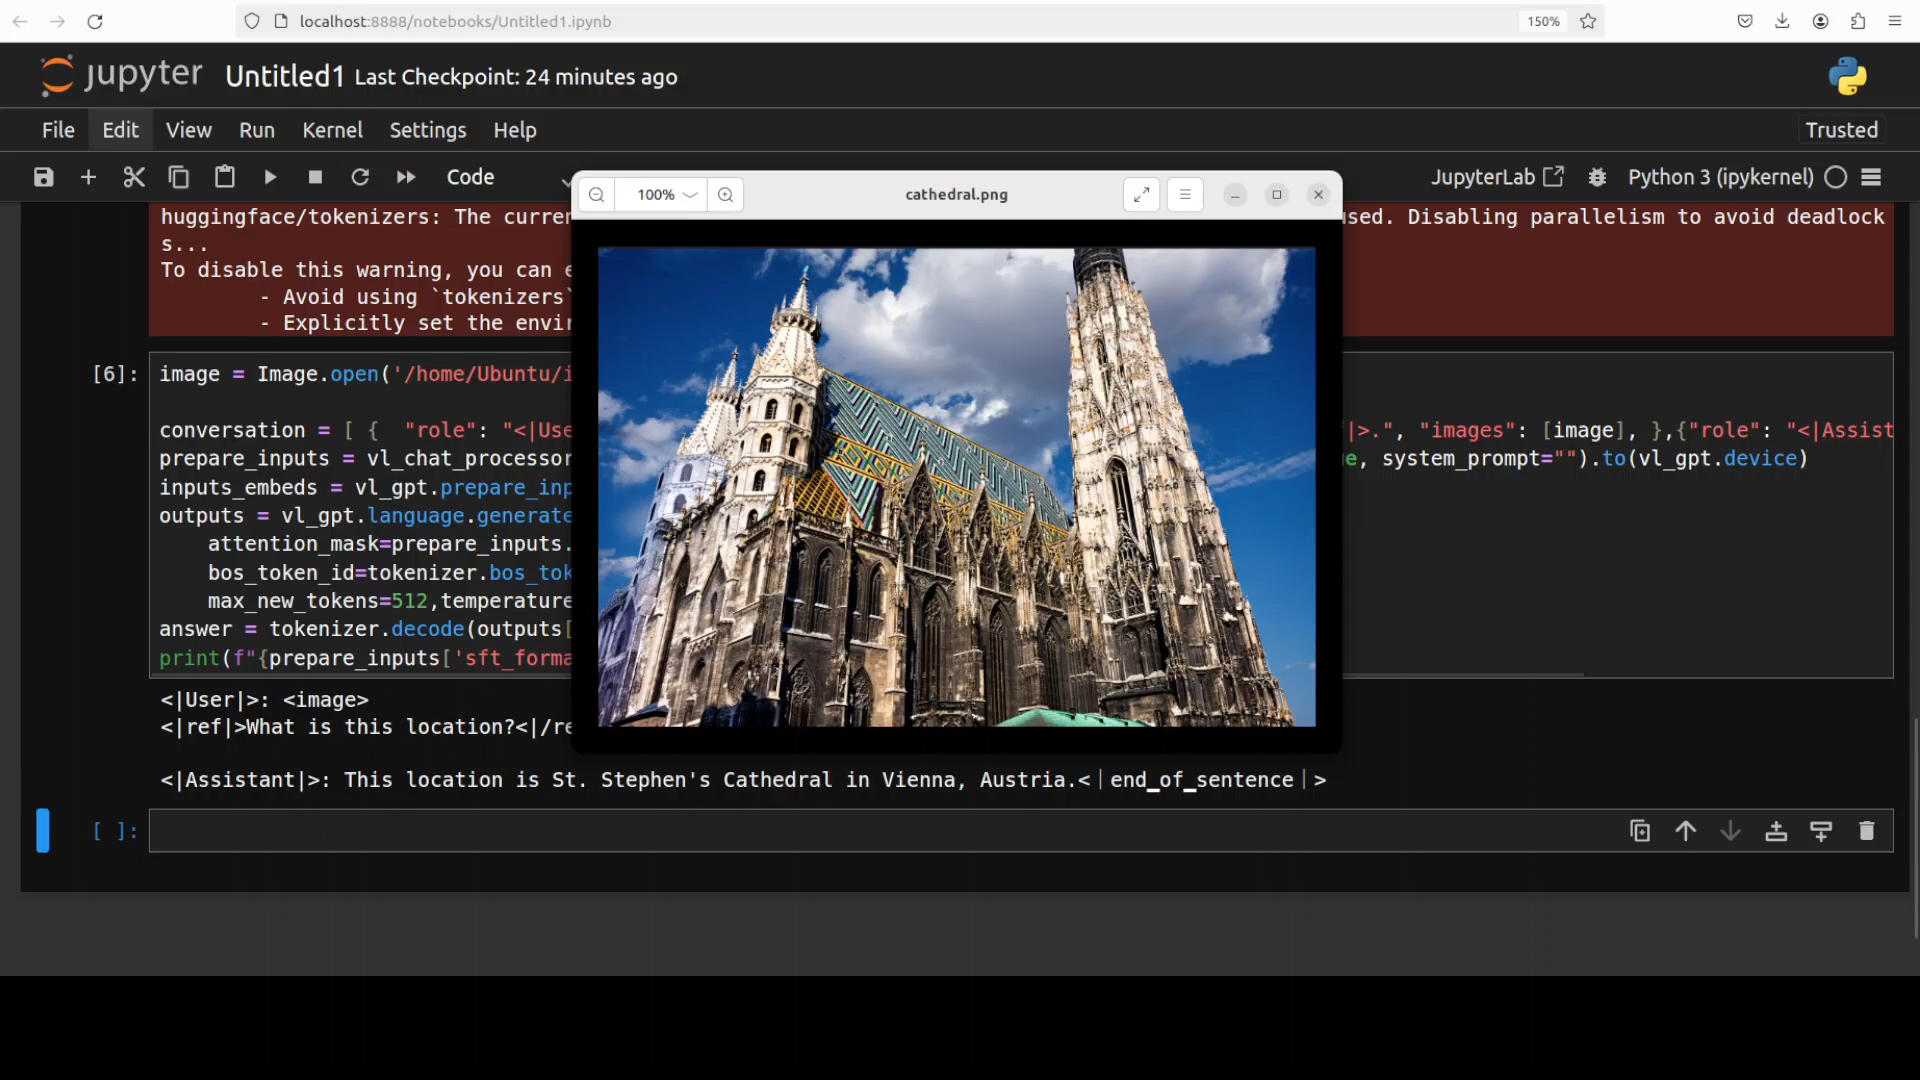 localhost:8888/notebooks/Untitled1.ipynb
150%
jupyter Untitled1 Last Checkpoint: 24 minutes ago
File Edit View Run Kernel Settings Help
Trusted
Code
JupyterLab
Python 3 (ipykernel)
100%
cathedral.png
huggingface/tokenizers: The curren
used. Disabling parallelism to avoid deadlock
s...
To disable this warning, you can e
- Avoid using `tokenizers`
- Explicitly set the envir
[6]:
image = Image.open('/home/Ubuntu/i
conversation = [ {  "role": "<|Use
|>.", "images": [image], },{"role": "<|Assist
prepare_inputs = vl_chat_processor
e, system_prompt="").to(vl_gpt.device)
inputs_embeds = vl_gpt.prepare_inp
outputs = vl_gpt.language.generate
attention_mask=prepare_inputs.
bos_token_id=tokenizer.bos_tok
max_new_tokens=512,temperature
answer = tokenizer.decode(outputs[
print(f"{prepare_inputs['sft_forma
<|User|>: <image>
<|ref|>What is this location?<|/re
<|Assistant|>: This location is St. Stephen's Cathedral in Vienna, Austria.<｜end▁of▁sentence｜>
[ ]: